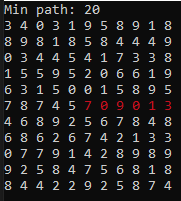 Min path: 20
3 4 0 3 1 9 5 8 9 1 8
8 9 8 1 8 5 8 4 4 4 9
0 3 4 4 5 4 1 7 3 3 8
1 5 5 9 5 2 0 6 6 1 9
6 3 1 5 0 0 1 5 8 9 5
7 8 7 4 5 7 0 9 0 1 3
4 6 8 9 2 5 6 7 8 4 8
6 8 6 2 6 7 4 2 1 3 3
0 7 7 9 1 4 2 8 9 8 9
9 2 5 8 4 7 5 6 8 1 8
8 4 4 2 2 9 2 5 8 7 4